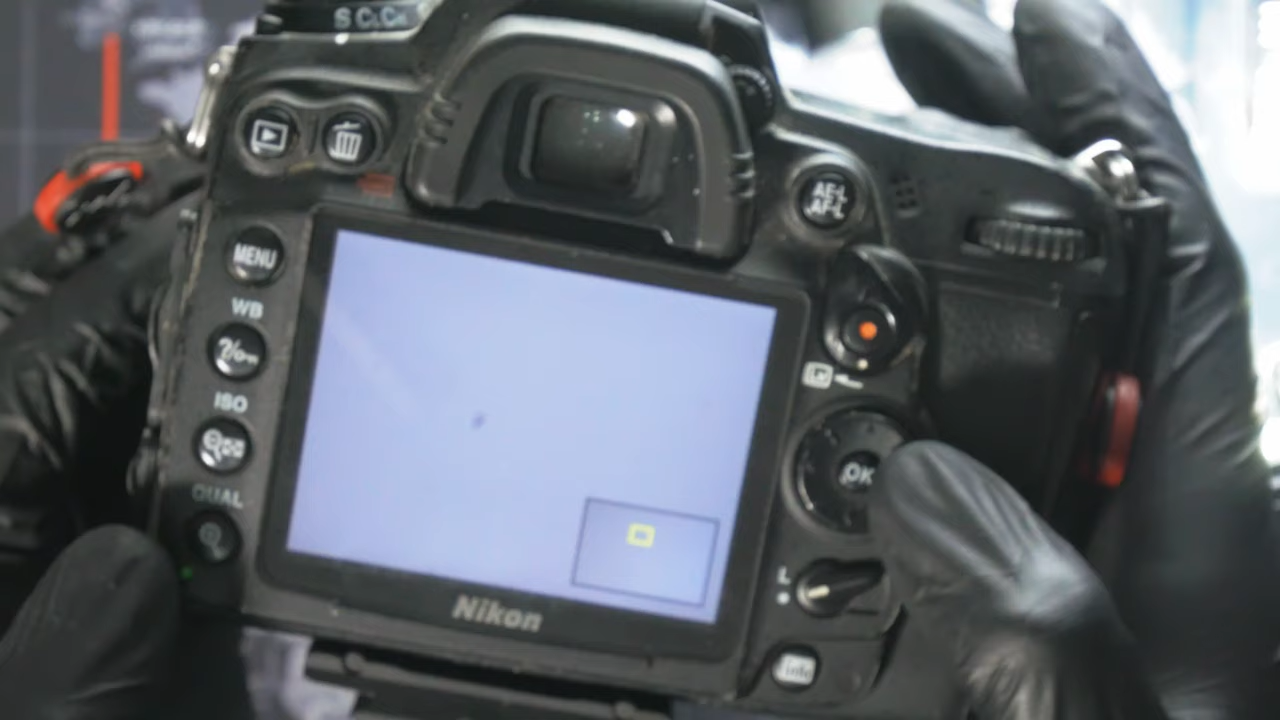 S CL CH
AE-L
AF-L
MENU
WB
?/
ISO
QUAL
OK
L
Nikon
info